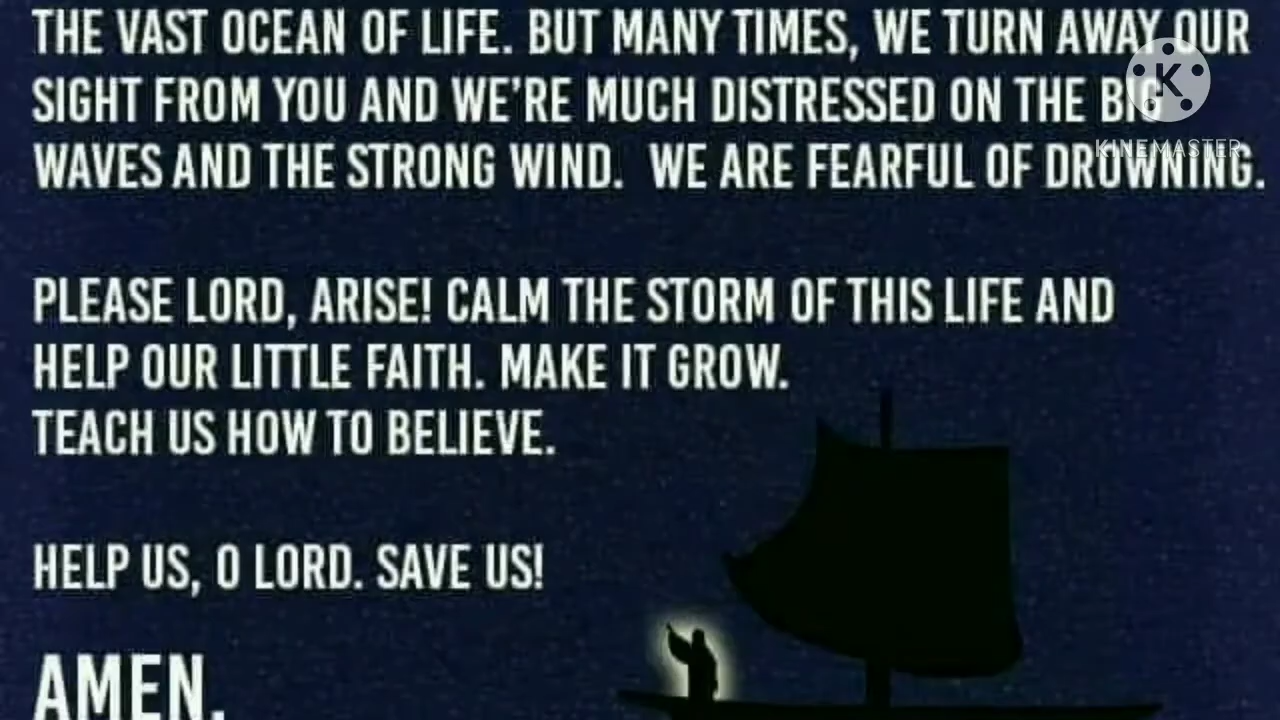 THE VAST OCEAN OF LIFE. BUT MANY TIMES, WE TURN AWAY OUR
SIGHT FROM YOU AND WE'RE MUCH DISTRESSED ON THE BIG
WAVES AND THE STRONG WIND. WE ARE FEARFUL OF DROWNING.
PLEASE LORD, ARISE! CALM THE STORM OF THIS LIFE AND
HELP OUR LITTLE FAITH. MAKE IT GROW.
TEACH US HOW TO BELIEVE.
HELP US, O LORD. SAVE US!
AMEN.
K
KINEMASTER